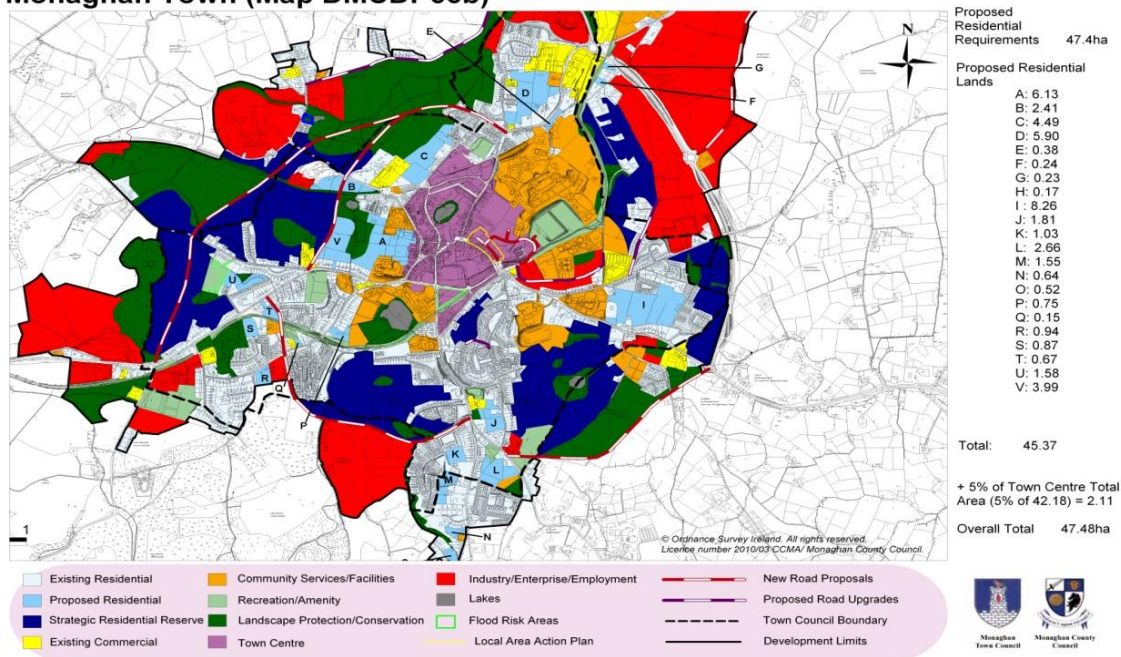 Proposed
Residential
Requirements 47.4ha
Proposed Residential
Lands
A: 6.13
B: 2.41
C: 4.49
D: 5.90
E: 0.38
F: 0.24
G: 0.23
H: 0.17
I : 8.26
J: 1.81
K: 1.03
L: 2.66
M: 1.55
N: 0.64
O: 0.52
P: 0.75
Q: 0.15
R: 0.94
S: 0.87
T: 0.67
U: 1.58
V: 3.99
Total: 45.37
+ 5% of Town Centre Total
Area (5% of 42.18) = 2.11
Overall Total 47.48ha
N
E
G
F
D
C
B
V
A
U
T
S
R
Q
P
I
J
K
L
M
N
1
© Ordnance Survey Ireland. All rights reserved.
Licence number 2010/03 CCMA/ Monaghan County Council.
Existing Residential
Proposed Residential
Strategic Residential Reserve
Existing Commercial
Community Services/Facilities
Recreation/Amenity
Landscape Protection/Conservation
Town Centre
Industry/Enterprise/Employment
Lakes
Flood Risk Areas
Local Area Action Plan
New Road Proposals
Proposed Road Upgrades
Town Council Boundary
Development Limits
Monaghan
Town Council
Monaghan County
Council